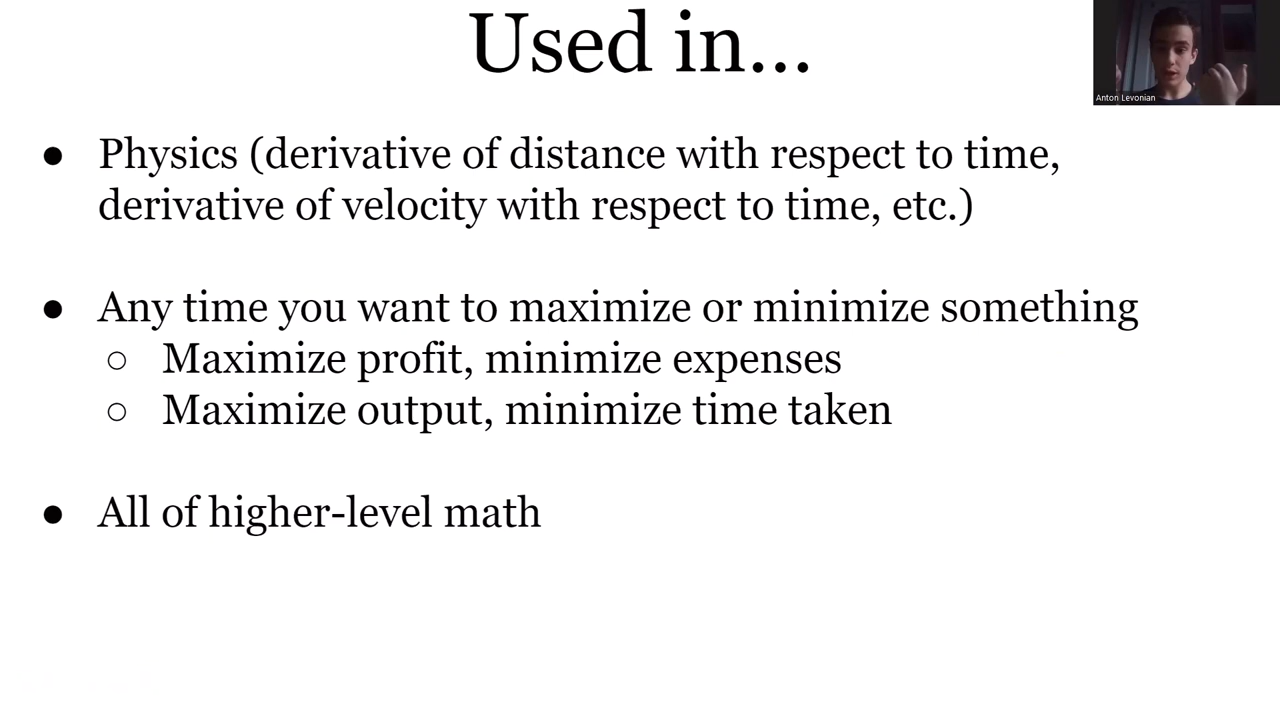 Used in...
Anton Levonian
● Physics (derivative of distance with respect to time,
derivative of velocity with respect to time, etc.)
● Any time you want to maximize or minimize something
○ Maximize profit, minimize expenses
○ Maximize output, minimize time taken
● All of higher-level math